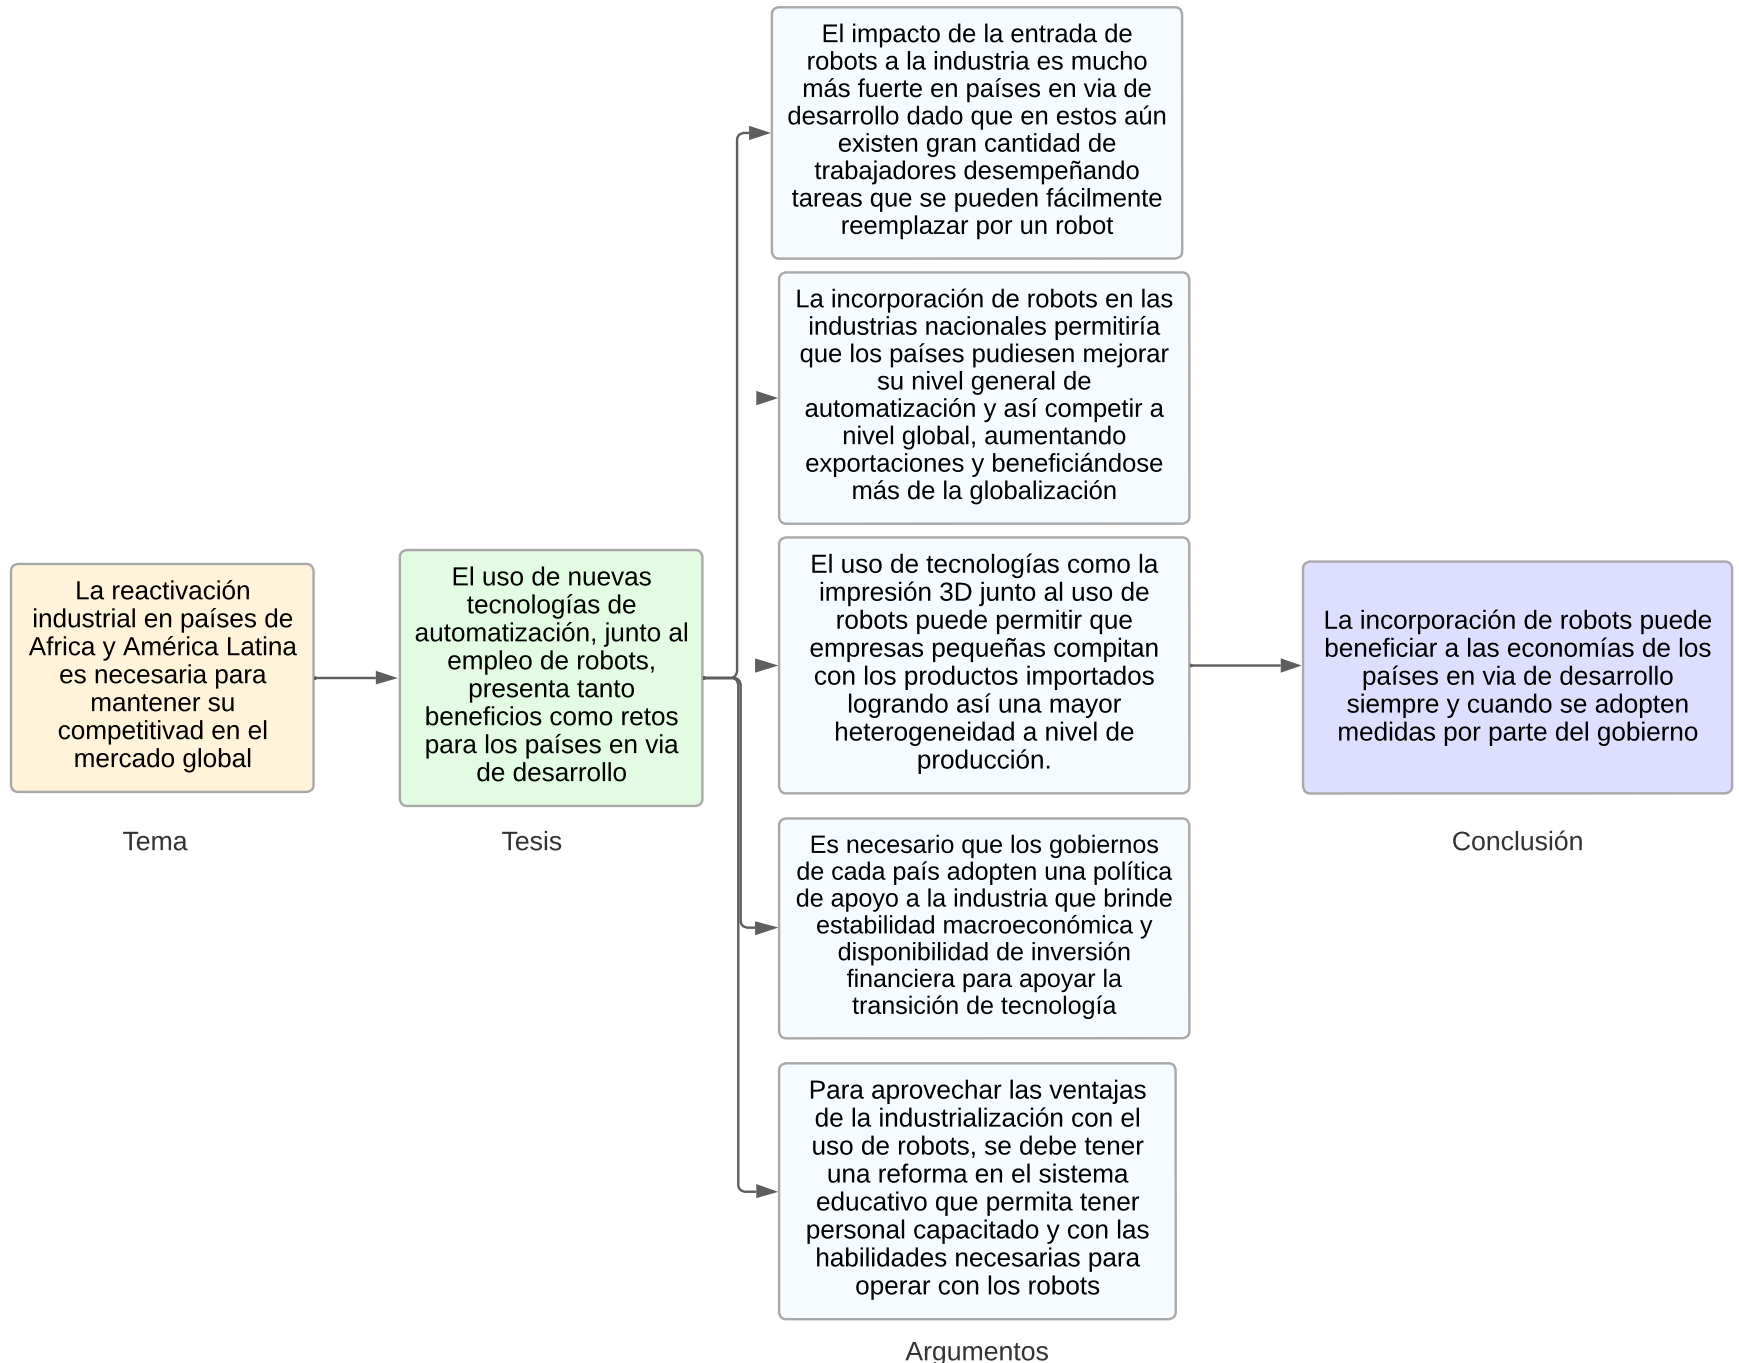 La reactivación
industrial en países de
Africa y América Latina
es necesaria para
mantener su
competitivad en el
mercado global
Tema
El uso de nuevas
tecnologías de
automatización, junto al
empleo de robots,
presenta tanto
beneficios como retos
para los países en via
de desarrollo
Tesis
El impacto de la entrada de
robots a la industria es mucho
más fuerte en países en via de
desarrollo dado que en estos aún
existen gran cantidad de
trabajadores desempeñando
tareas que se pueden fácilmente
reemplazar por un robot
La incorporación de robots en las
industrias nacionales permitiría
que los países pudiesen mejorar
su nivel general de
automatización y así competir a
nivel global, aumentando
exportaciones y beneficiándose
más de la globalización
El uso de tecnologías como la
impresión 3D junto al uso de
robots puede permitir que
empresas pequeñas compitan
con los productos importados
logrando así una mayor
heterogeneidad a nivel de
producción.
Es necesario que los gobiernos
de cada país adopten una política
de apoyo a la industria que brinde
estabilidad macroeconómica y
disponibilidad de inversión
financiera para apoyar la
transición de tecnología
Para aprovechar las ventajas
de la industrialización con el
uso de robots, se debe tener
una reforma en el sistema
educativo que permita tener
personal capacitado y con las
habilidades necesarias para
operar con los robots
Argumentos
La incorporación de robots puede
beneficiar a las economías de los
países en via de desarrollo
siempre y cuando se adopten
medidas por parte del gobierno
Conclusión